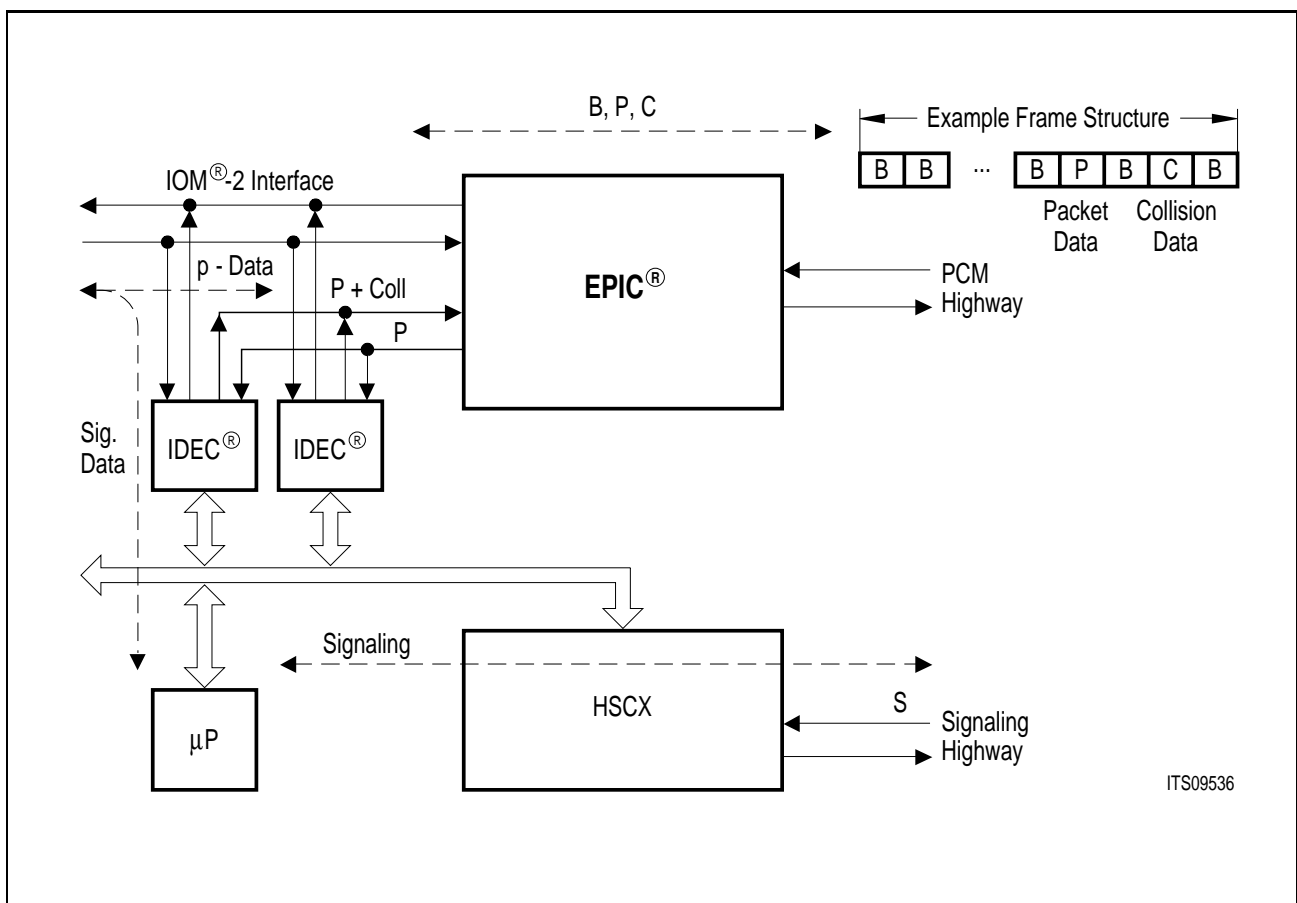 B, P, C
Example Frame Structure
B B ... B P B C B
Packet Data
Collision Data
IOM®-2 Interface
p - Data
P + Coll
P
EPIC®
PCM
Highway
Sig.
Data
IDEC®
IDEC®
Signaling
HSCX
S
Signaling
Highway
µP
ITS09536